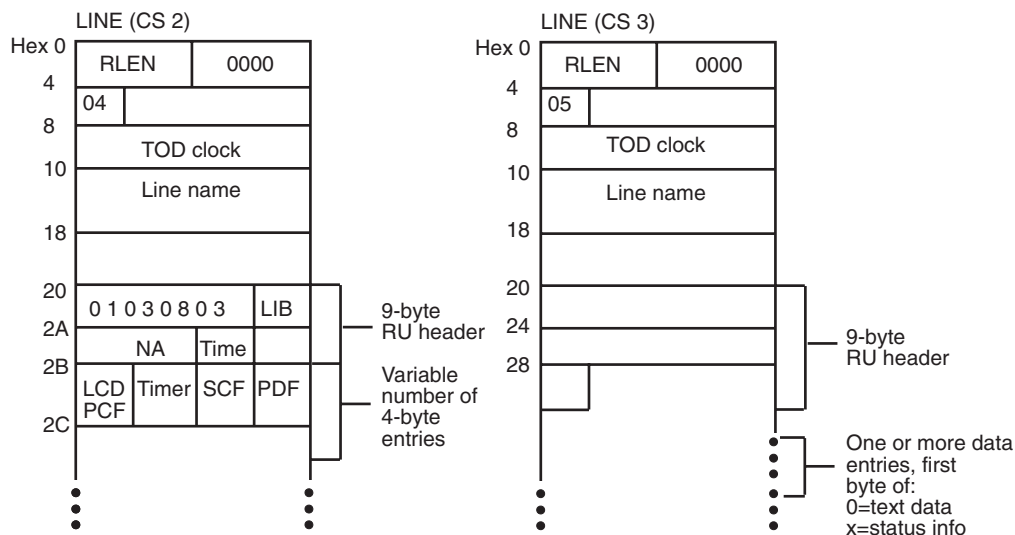 LINE (CS 2)
Hex 0
RLEN
0000
4
04
8
TOD clock
10
Line name
18
20
0 1 0 3 0 8 0 3
LIB
2A
NA
Time
2B
LCD
PCF
Timer
SCF
PDF
2C
9-byte
RU header
Variable
number of
4-byte
entries
LINE (CS 3)
Hex 0
RLEN
0000
4
05
8
TOD clock
10
Line name
18
20
24
28
9-byte
RU header
One or more data
entries, first
byte of:
0=text data
x=status info